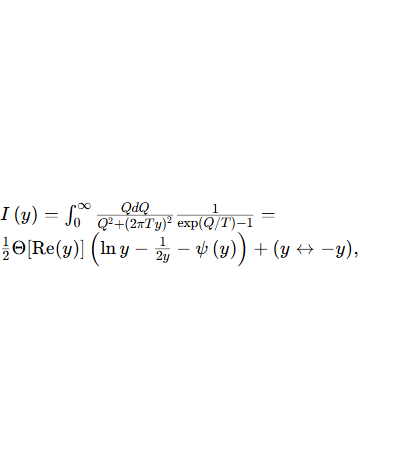 I (y) = ∫₀^∞ QdQ/(Q²+(2πTy)²) 1/(exp(Q/T)−1) =
½Θ[Re(y)] (ln y − 1/(2y) − ψ (y)) + (y ↔ −y),